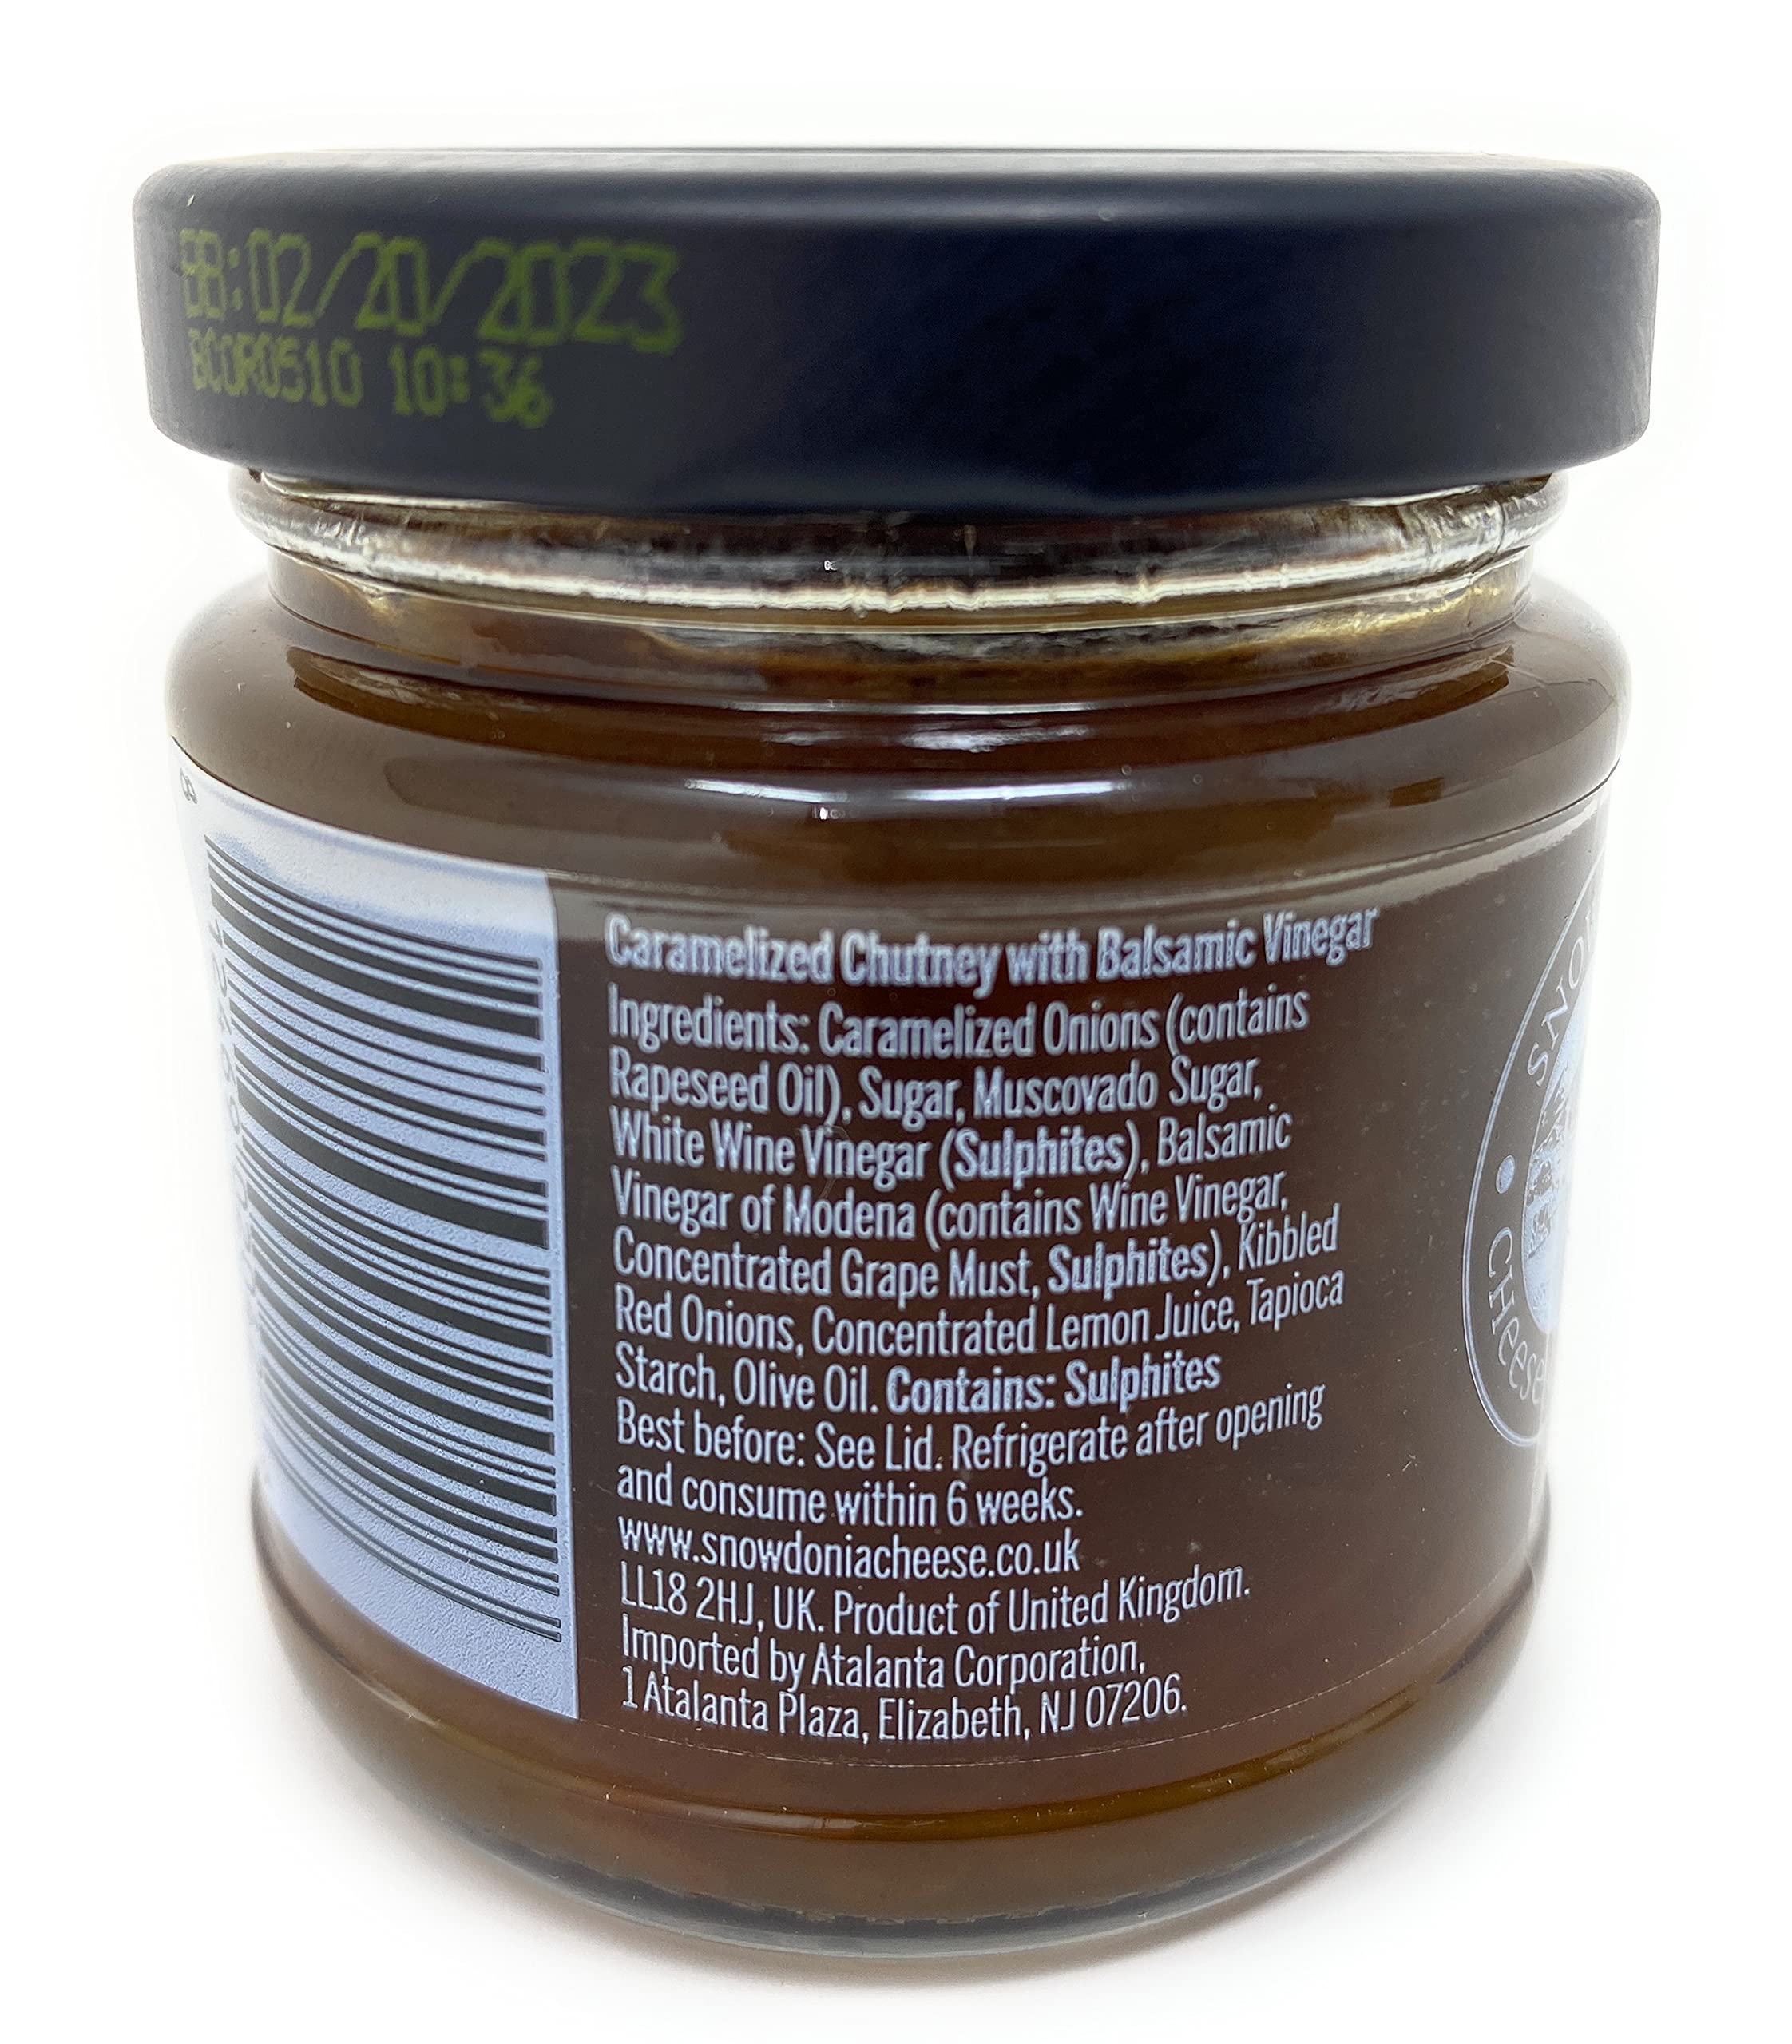 BB:02/20/2023
BCOR0510 10:36
Caramelized Chutney with Balsamic Vinegar
Ingredients: Caramelized Onions (contains
Rapeseed Oil), Sugar, Muscovado Sugar,
White Wine Vinegar (Sulphites), Balsamic
Vinegar of Modena (contains Wine Vinegar,
Concentrated Grape Must, Sulphites), Kibbled
Red Onions, Concentrated Lemon Juice, Tapioca
Starch, Olive Oil. Contains: Sulphites
Best before: See Lid. Refrigerate after opening
and consume within 6 weeks.
www.snowdoniacheese.co.uk
LL18 2HJ, UK. Product of United Kingdom.
Imported by Atalanta Corporation,
1 Atalanta Plaza, Elizabeth, NJ 07206.
CHeese